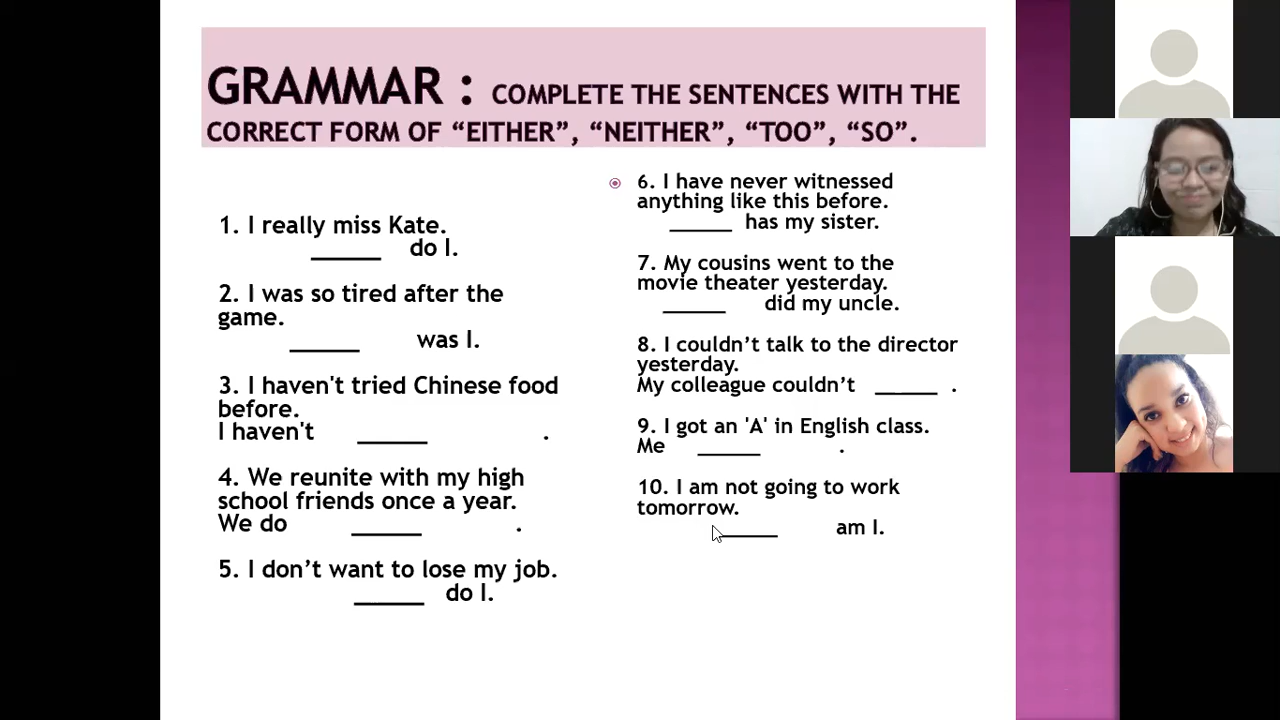 GRAMMAR : COMPLETE THE SENTENCES WITH THE
CORRECT FORM OF “EITHER”, “NEITHER”, “TOO”, “SO”.
1. I really miss Kate.
______ do I.
2. I was so tired after the
game.
______ was I.
3. I haven't tried Chinese food
before.
I haven't ______ .
4. We reunite with my high
school friends once a year.
We do ______ .
5. I don’t want to lose my job.
______ do I.
6. I have never witnessed
anything like this before.
______ has my sister.
7. My cousins went to the
movie theater yesterday.
______ did my uncle.
8. I couldn’t talk to the director
yesterday.
My colleague couldn’t ______ .
9. I got an 'A' in English class.
Me ______ .
10. I am not going to work
tomorrow.
______ am I.